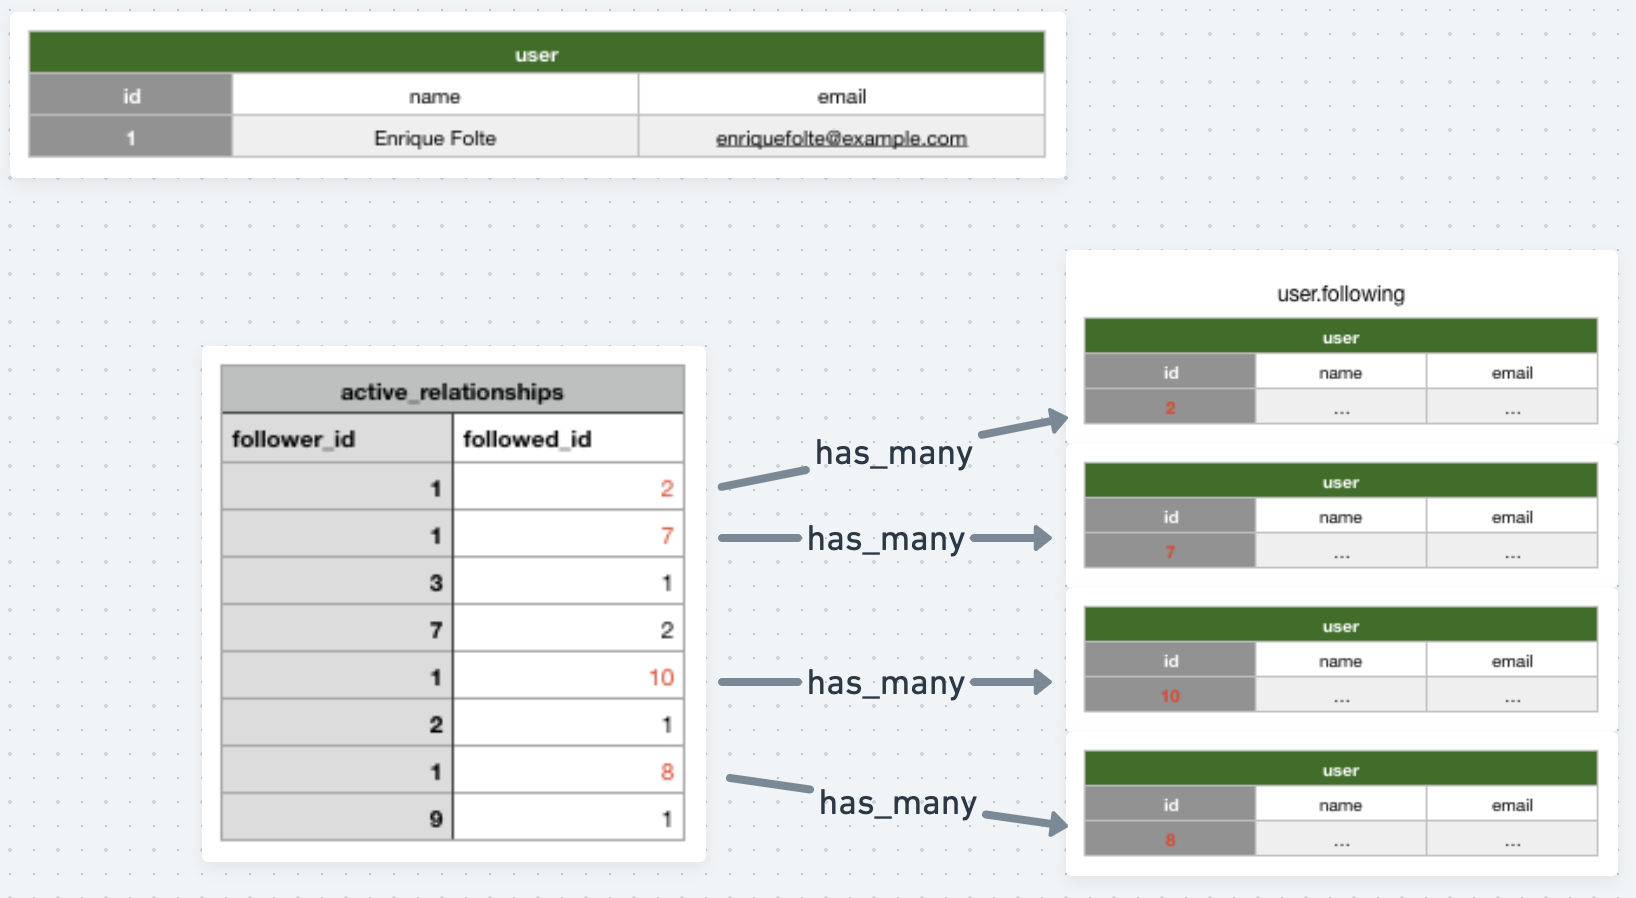 user
id name email
1 Enrique Folte enriquefolte@example.com
user.following
user
id name email
2 ... ...
active_relationships
follower_id followed_id
1 2
1 7
3 1
7 2
1 10
2 1
1 8
9 1
has_many
has_many
has_many
has_many
user
id name email
7 ... ...
user
id name email
10 ... ...
user
id name email
8 ... ...